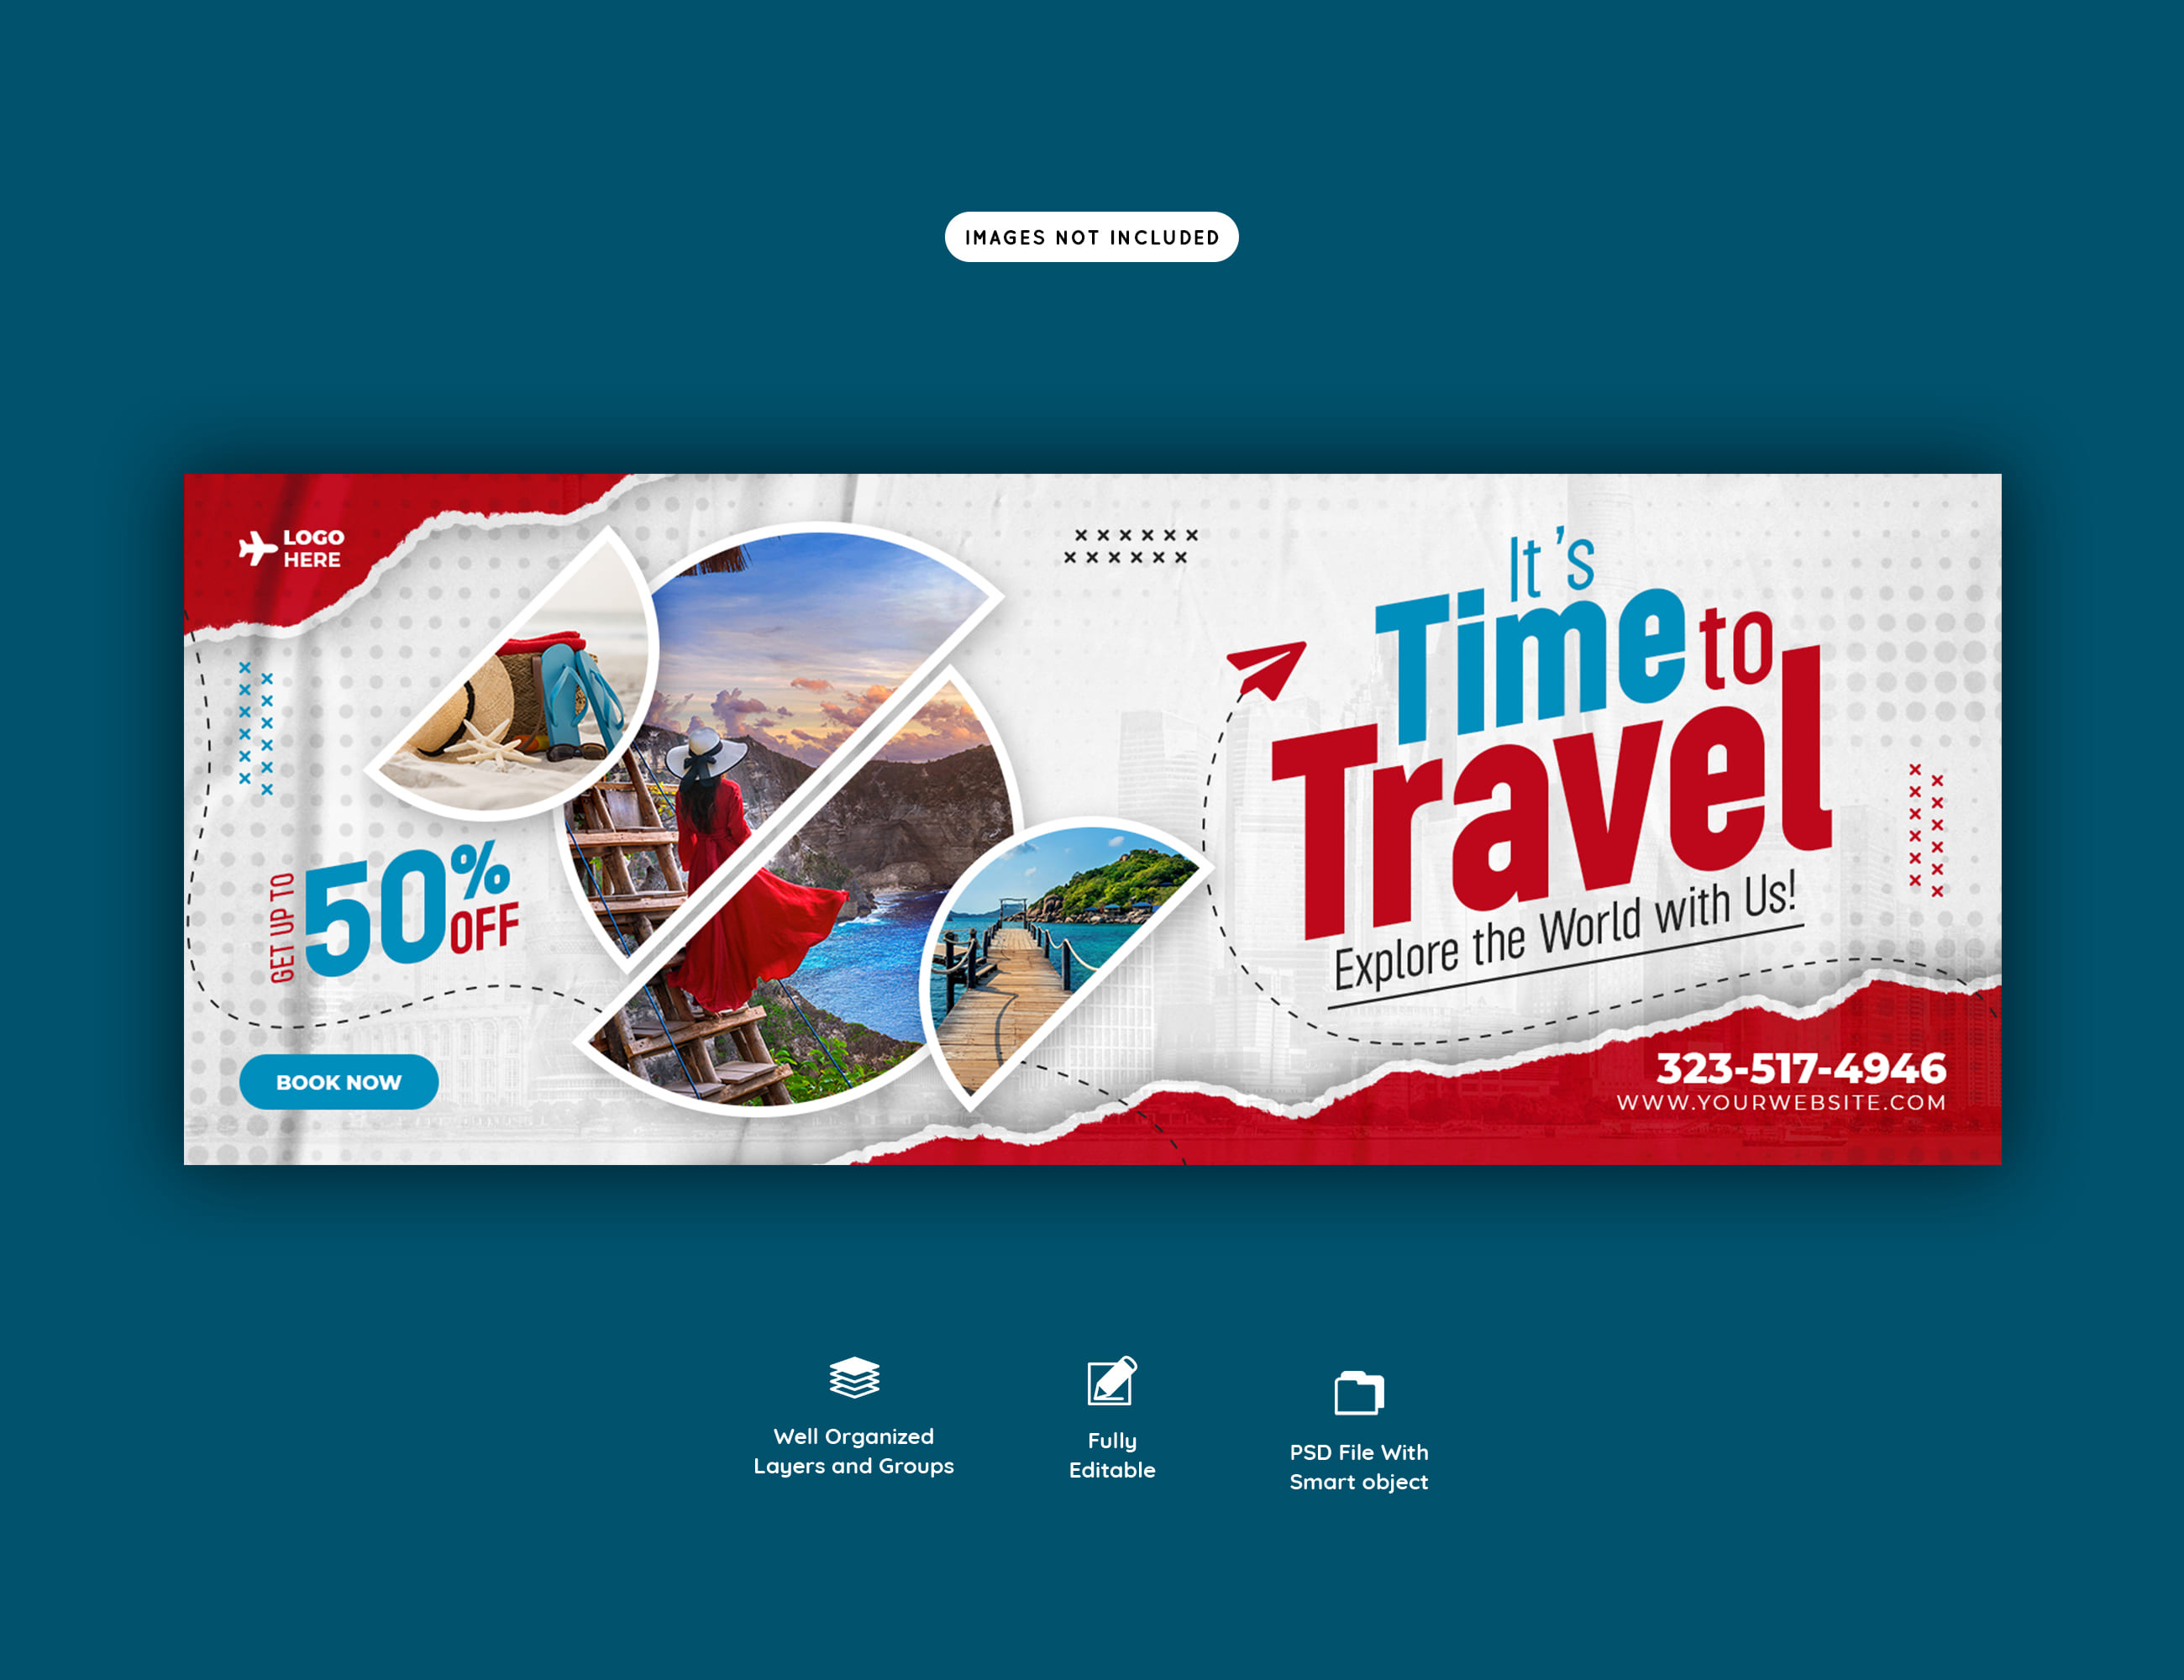 IMAGES NOT INCLUDED
LOGO
HERE
It's
Time to
Travel
Explore the World with Us!
GET UP TO
50%
OFF
BOOK NOW
323-517-4946
WWW.YOURWEBSITE.COM
Well Organized
Layers and Groups
Fully
Editable
PSD File With
Smart object